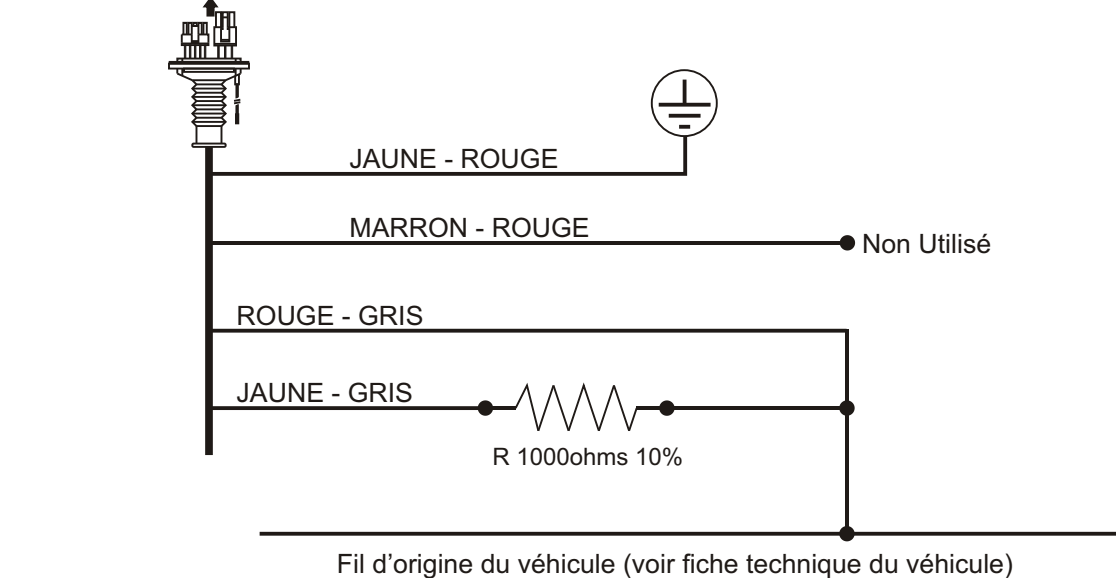 JAUNE - ROUGE
MARRON - ROUGE
Non Utilisé
ROUGE - GRIS
JAUNE - GRIS
R 1000ohms 10%
Fil d'origine du véhicule (voir fiche technique du véhicule)